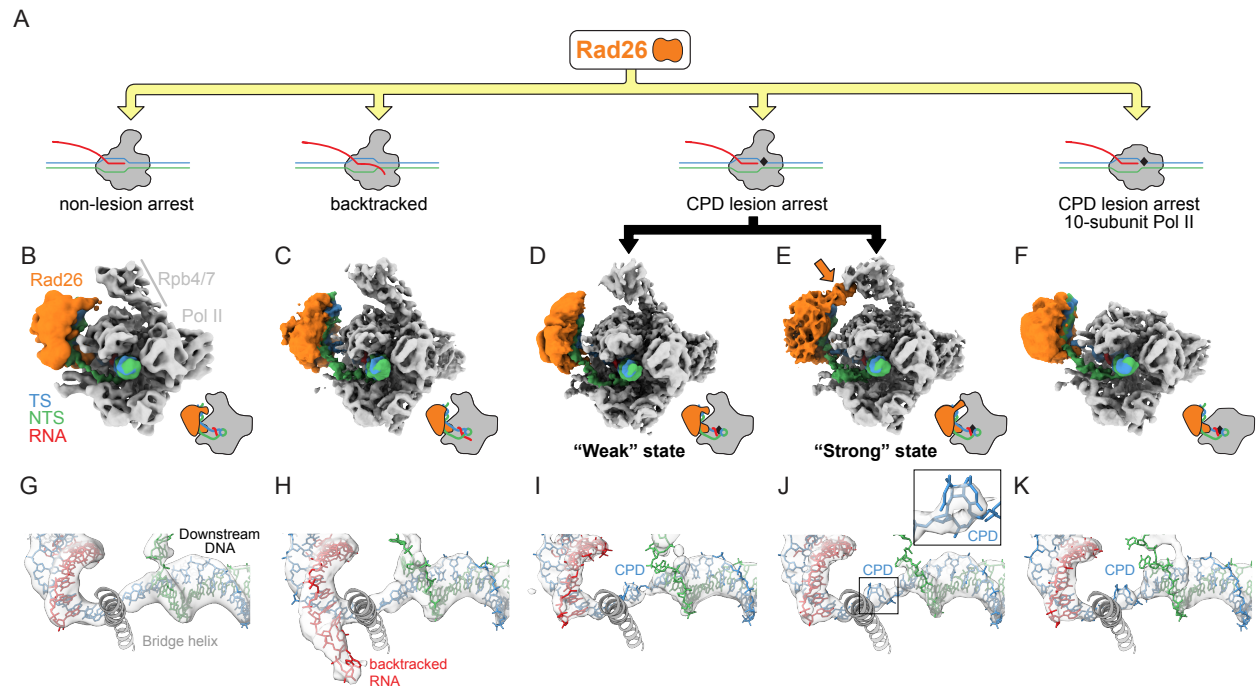 A
Rad26
non-lesion arrest
backtracked
CPD lesion arrest
CPD lesion arrest
10-subunit Pol II
B
C
D
E
F
Rad26
Rpb4/7
Pol II
TS
NTS
RNA
“Weak” state
“Strong” state
G
H
I
J
K
Downstream
DNA
CPD
CPD
CPD
CPD
Bridge helix
backtracked
RNA